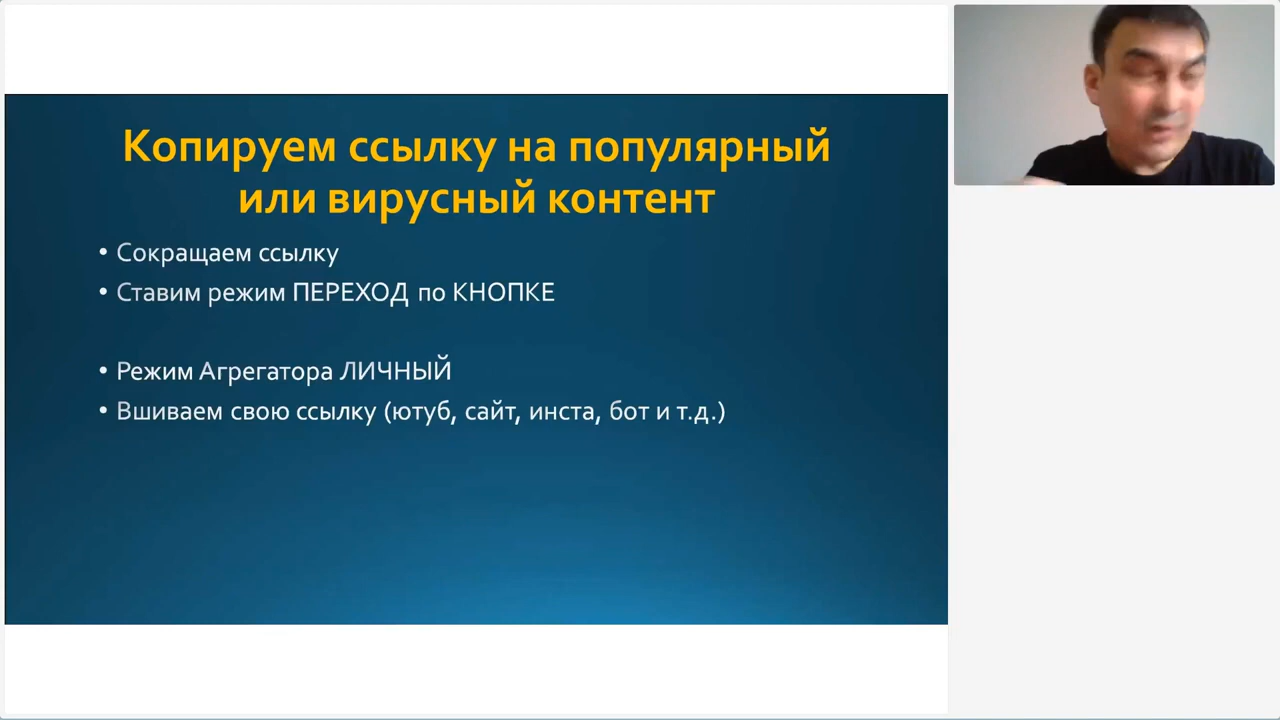 Копируем ссылку на популярный
или вирусный контент
• Сокращаем ссылку
• Ставим режим ПЕРЕХОД по КНОПКЕ
• Режим Агрегатора ЛИЧНЫЙ
• Вшиваем свою ссылку (ютуб, сайт, инста, бот и т.д.)